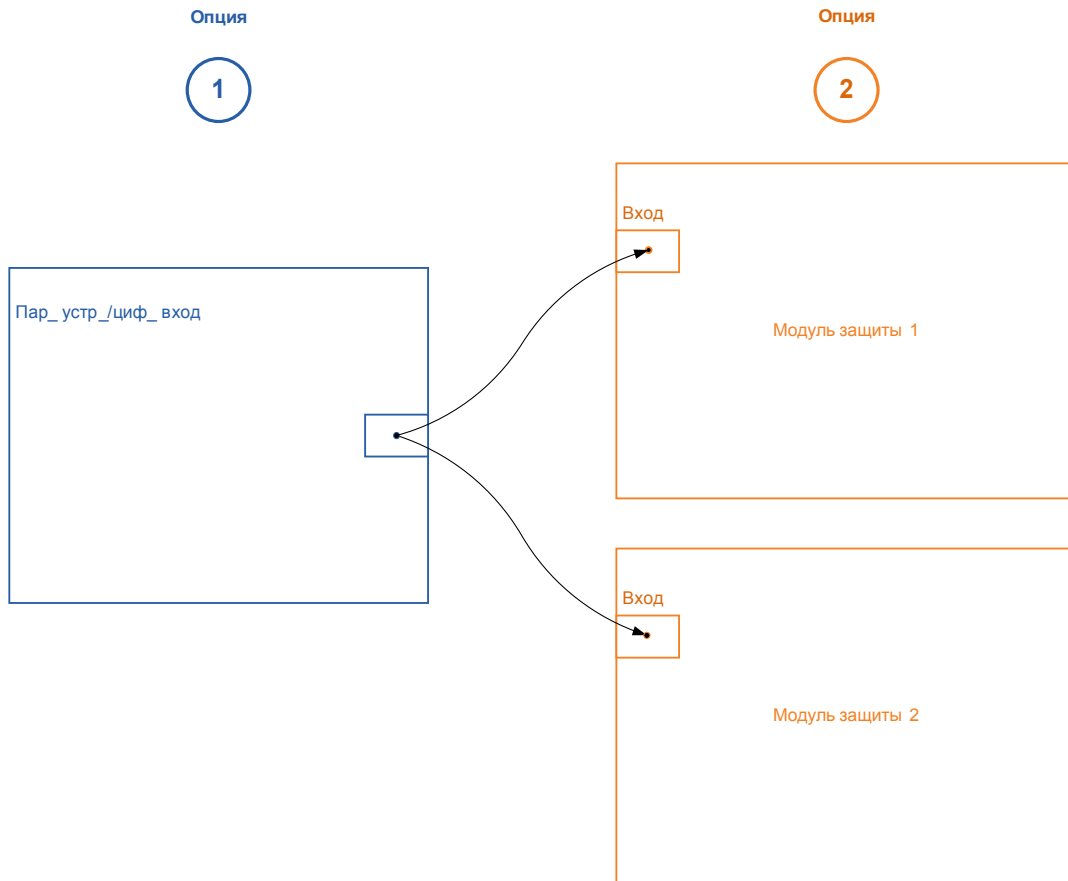 Опция
Опция
1
2
Вход
Пар_ устр_/циф_ вход
Модуль защиты 1
Вход
Модуль защиты 2